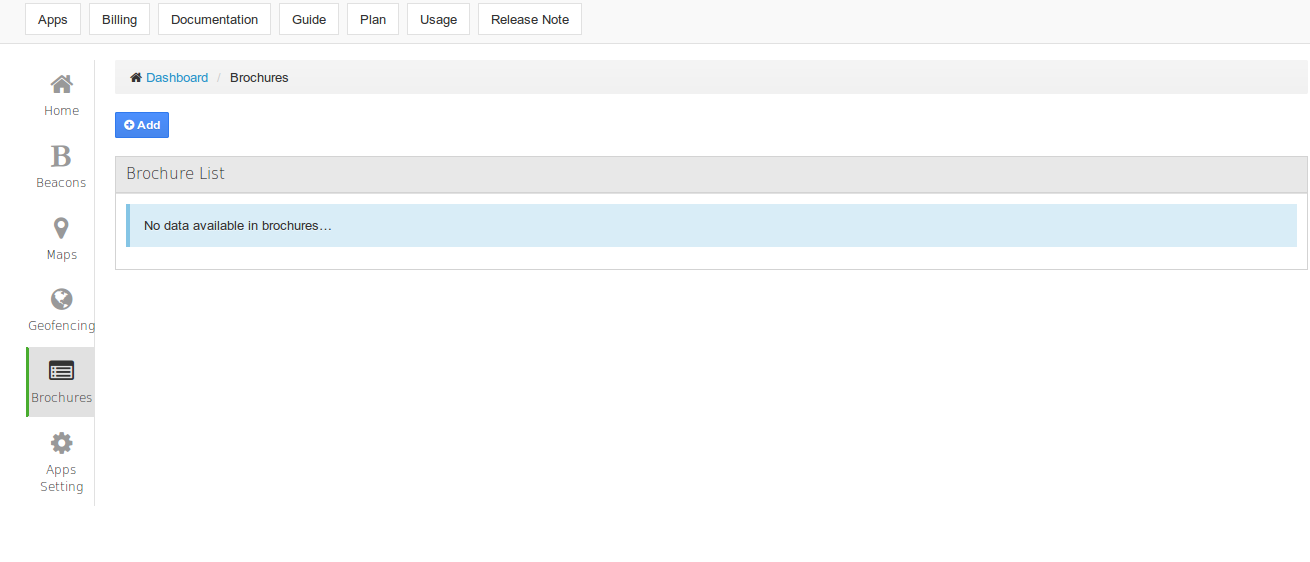 Apps Billing Documentation Guide Plan Usage Release Note
Home
B
Beacons
Maps
Geofencing
Brochures
Apps
Setting
Dashboard / Brochures
Add
Brochure List
No data available in brochures…